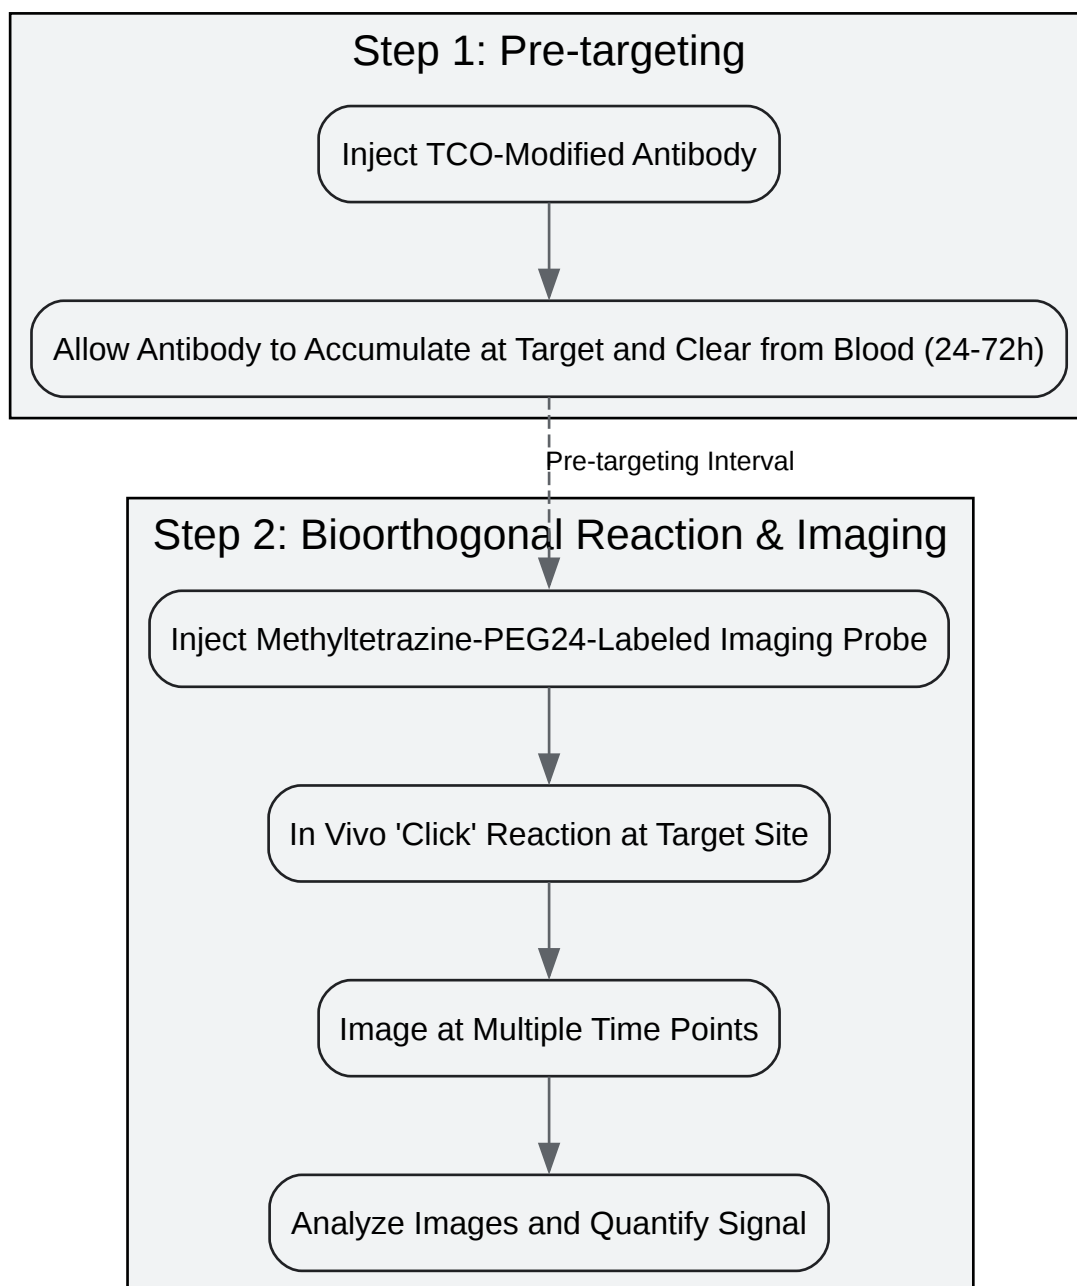 Step 1: Pre-targeting
Inject TCO-Modified Antibody
Allow Antibody to Accumulate at Target and Clear from Blood (24-72h)
Pre-targeting Interval
Step 2: Bioorthogonal Reaction & Imaging
Inject Methyltetrazine-PEG24-Labeled Imaging Probe
In Vivo 'Click' Reaction at Target Site
Image at Multiple Time Points
Analyze Images and Quantify Signal